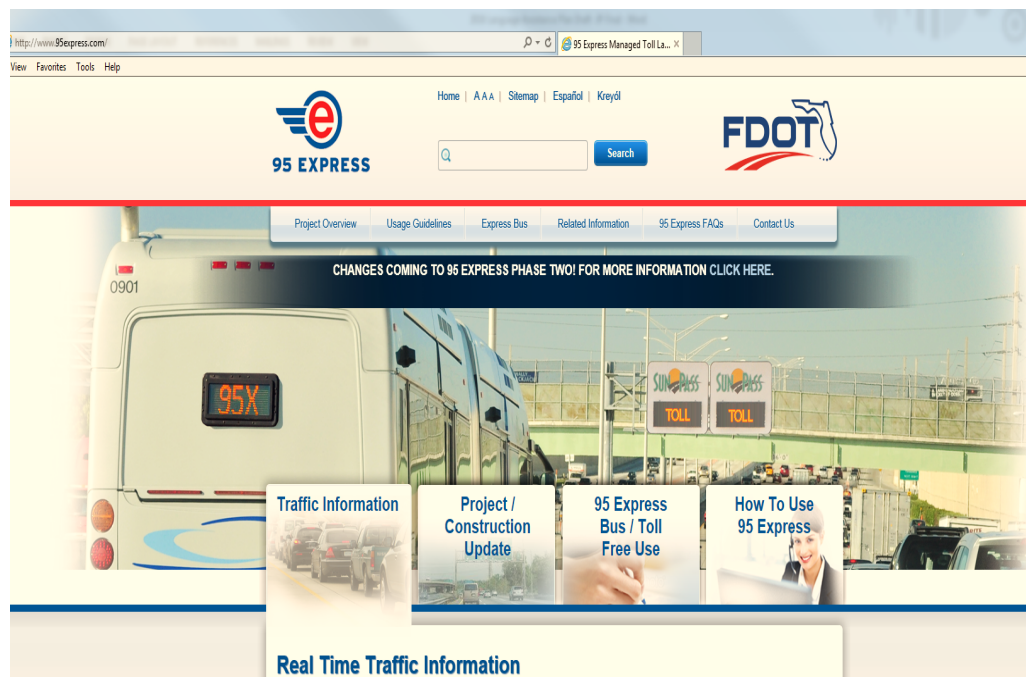 http://www.95express.com/
95 Express Managed Toll La... ×
View Favorites Tools Help
Home | A A A | Sitemap | Español | Kreyól
e
95 EXPRESS
Search
FDOT
Project Overview
Usage Guidelines
Express Bus
Related Information
95 Express FAQs
Contact Us
CHANGES COMING TO 95 EXPRESS PHASE TWO! FOR MORE INFORMATION CLICK HERE.
0901
95X
SUNPASS
TOLL
SUNPASS
TOLL
Traffic Information
Project /
Construction
Update
95 Express
Bus / Toll
Free Use
How To Use
95 Express
Real Time Traffic Information